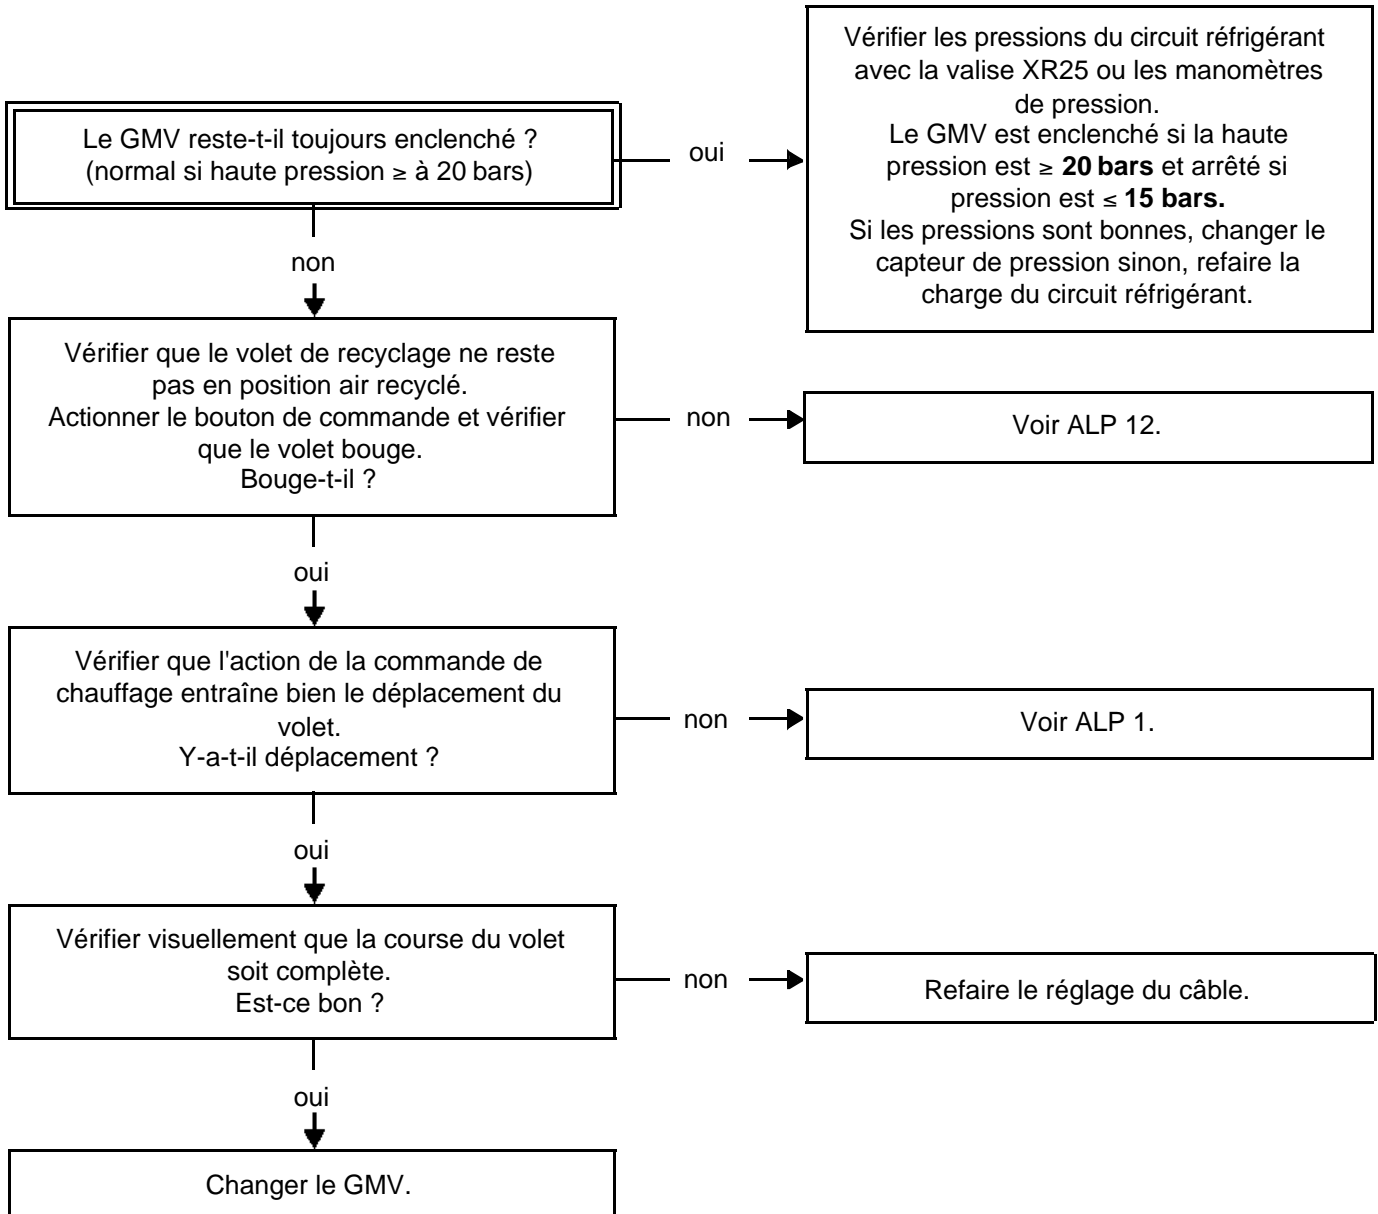 Vérifier les pressions du circuit réfrigérant
avec la valise XR25 ou les manomètres
de pression.
Le GMV est enclenché si la haute
pression est ≥ 20 bars et arrêté si
pression est ≤ 15 bars.
Si les pressions sont bonnes, changer le
capteur de pression sinon, refaire la
charge du circuit réfrigérant.
Le GMV reste-t-il toujours enclenché ?
(normal si haute pression ≥ à 20 bars)
oui
non
Vérifier que le volet de recyclage ne reste
pas en position air recyclé.
Actionner le bouton de commande et vérifier
que le volet bouge.
Bouge-t-il ?
non
Voir ALP 12.
oui
Vérifier que l'action de la commande de
chauffage entraîne bien le déplacement du
volet.
Y-a-t-il déplacement ?
non
Voir ALP 1.
oui
Vérifier visuellement que la course du volet
soit complète.
Est-ce bon ?
non
Refaire le réglage du câble.
oui
Changer le GMV.